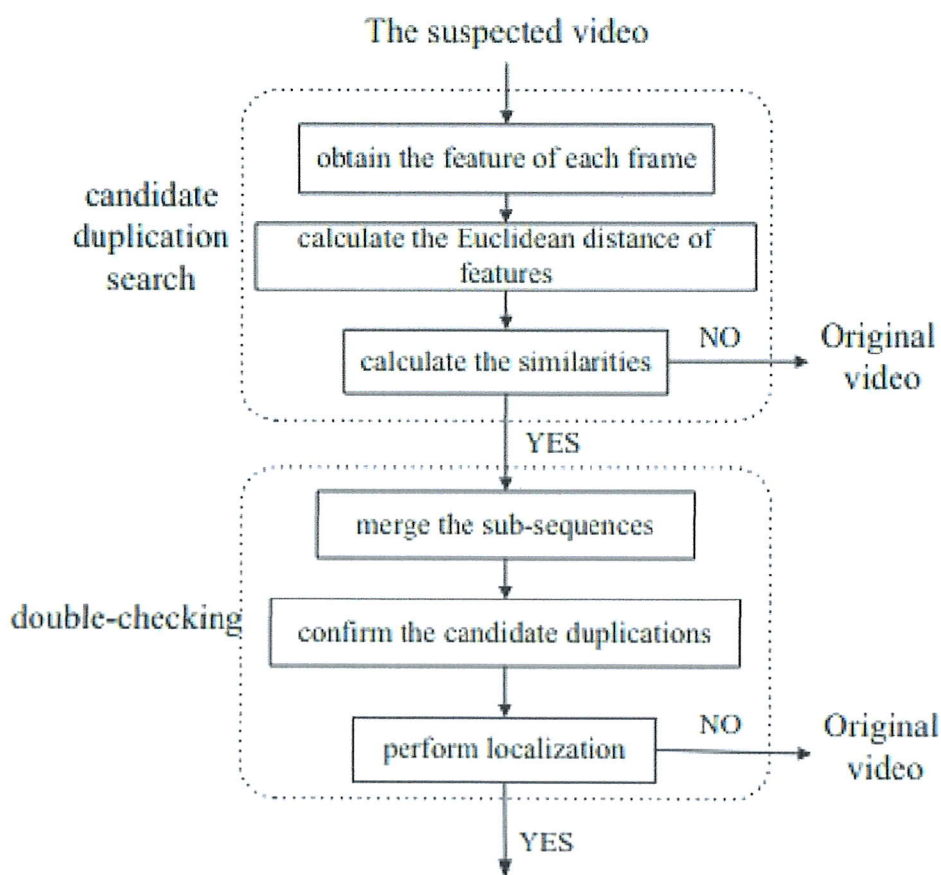 The suspected video
obtain the feature of each frame
candidate
duplication
search
calculate the Euclidean distance of
features
calculate the similarities
NO
Original
video
YES
merge the sub-sequences
double-checking
confirm the candidate duplications
perform localization
NO
Original
video
YES